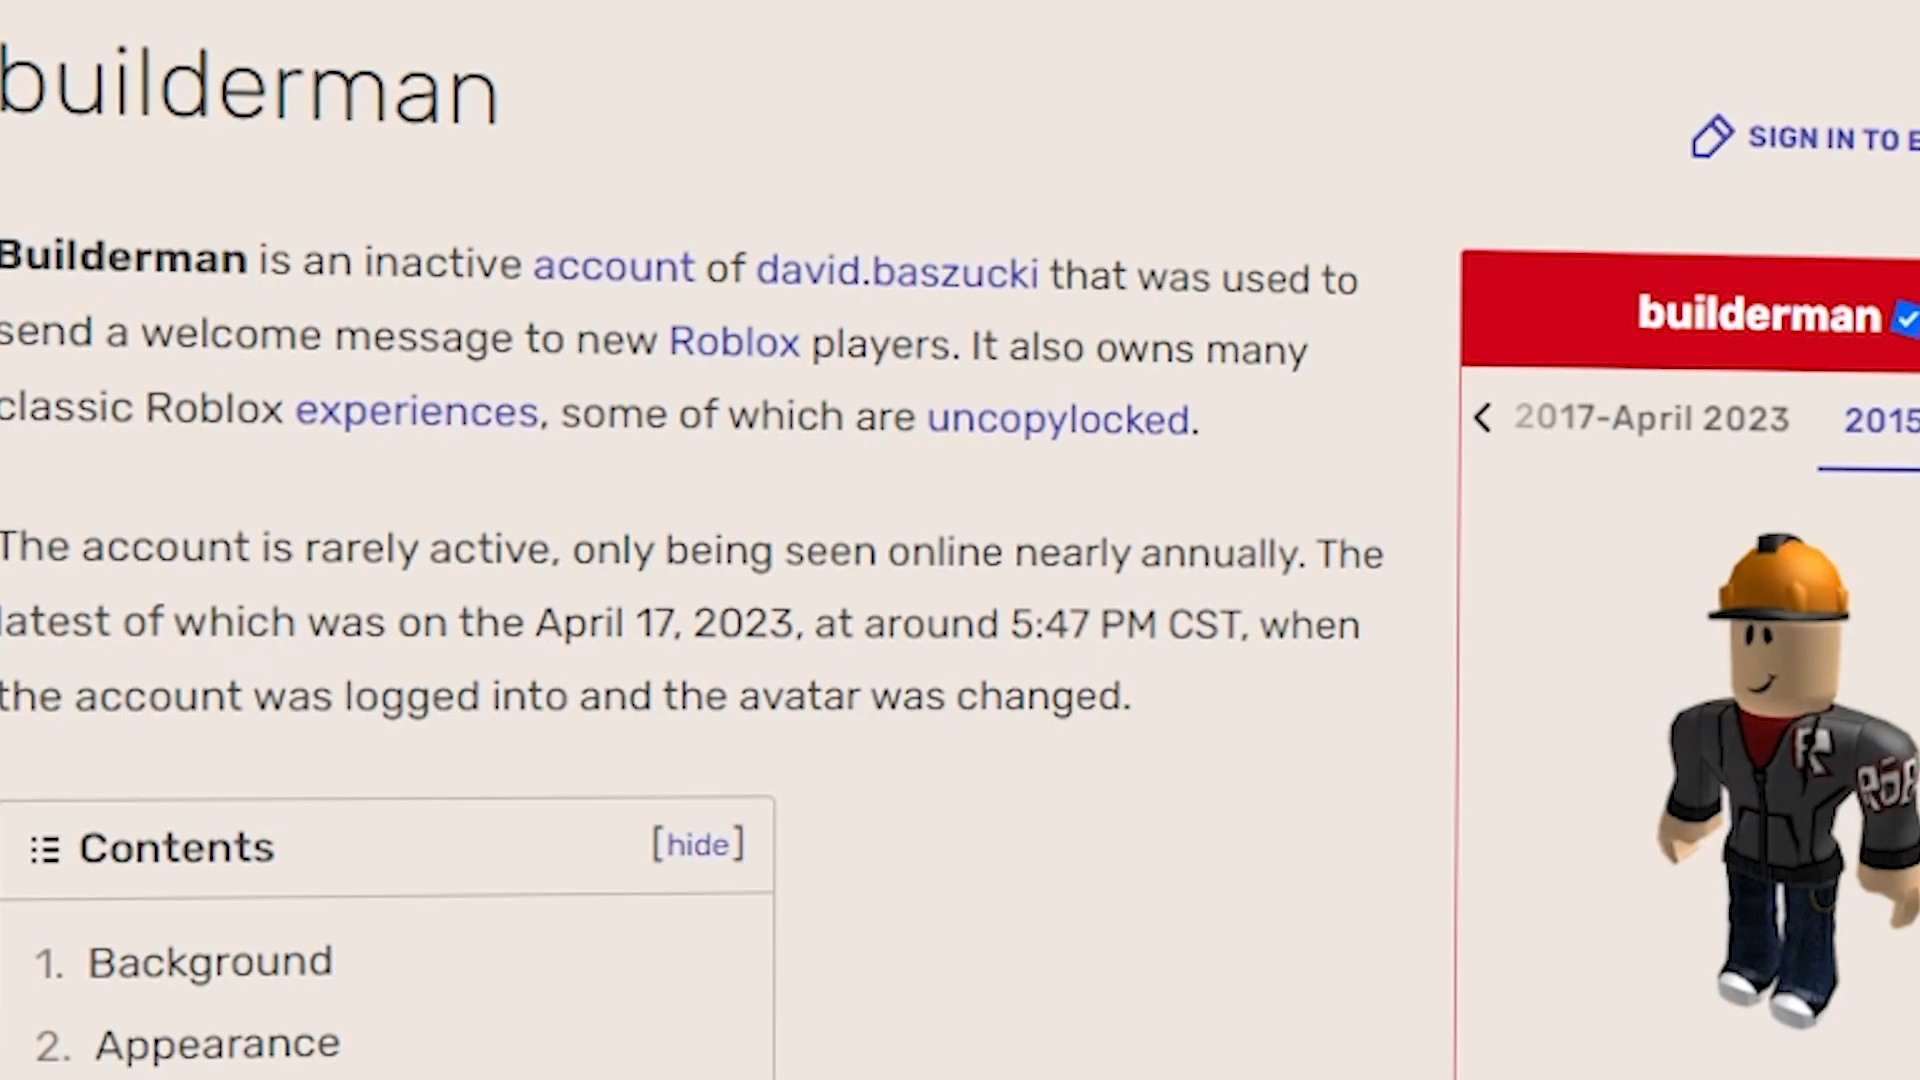 builderman
SIGN IN TO
Builderman is an inactive account of david.baszucki that was used to
send a welcome message to new Roblox players. It also owns many
classic Roblox experiences, some of which are uncopylocked.
The account is rarely active, only being seen online nearly annually. The
latest of which was on the April 17, 2023, at around 5:47 PM CST, when
the account was logged into and the avatar was changed.
builderman
2017-April 2023
2015
Contents
[hide]
1. Background
2. Appearance